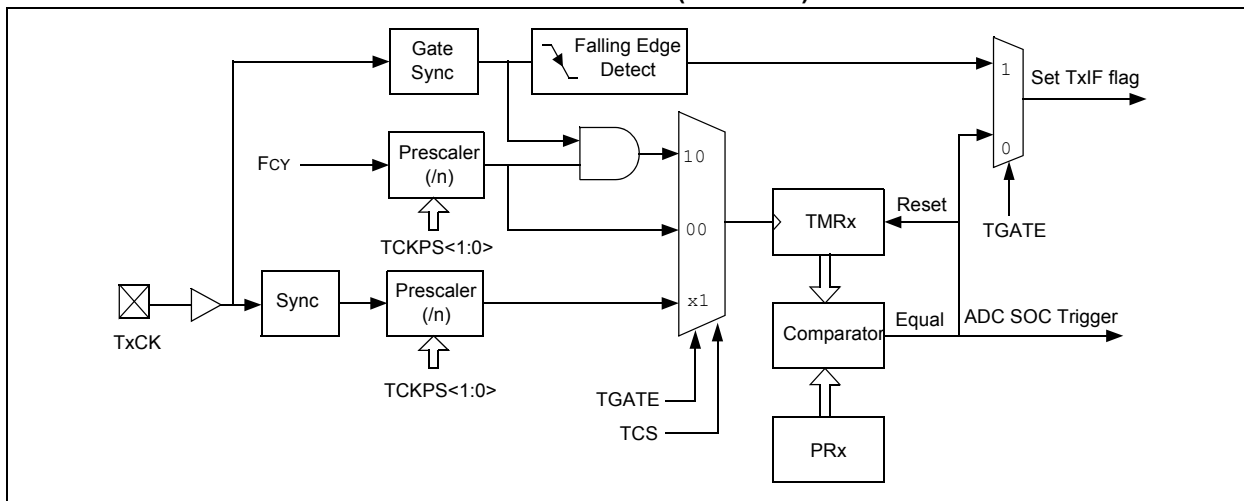 Gate
Sync
Falling Edge
Detect
1
Set TxIF flag
0
FCY
Prescaler
(/n)
10
TCKPS<1:0>
00
TMRx
Reset
TGATE
TxCK
Sync
Prescaler
(/n)
x1
Comparator
Equal
ADC SOC Trigger
TCKPS<1:0>
TGATE
TCS
PRx